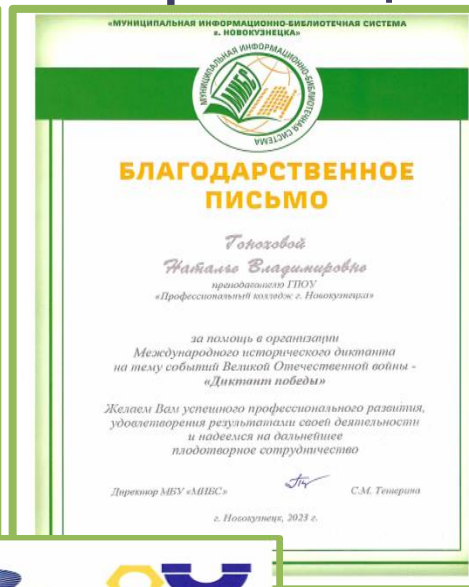 «МУНИЦИПАЛЬНАЯ ИНФОРМАЦИОННО-БИБЛИОТЕЧНАЯ СИСТЕМА
г. НОВОКУЗНЕЦКА»
МУНИЦИПАЛЬНАЯ ИНФОРМАЦИОННО-БИБЛИОТЕЧНАЯ СИСТЕМА
МИБС
БЛАГОДАРСТВЕННОЕ
ПИСЬМО
Гоноховой
Наталье Владимировне
преподавателю ГПОУ
«Профессиональный колледж г. Новокузнецка»
за помощь в организации
Международного исторического диктанта
на тему событий Великой Отечественной войны -
«Диктант победы»
Желаем Вам успешного профессионального развития,
удовлетворения результатами своей деятельности
и надеемся на дальнейшее
плодотворное сотрудничество
Директор МБУ «МИБС»
С.М. Тетерина
г. Новокузнецк, 2023 г.